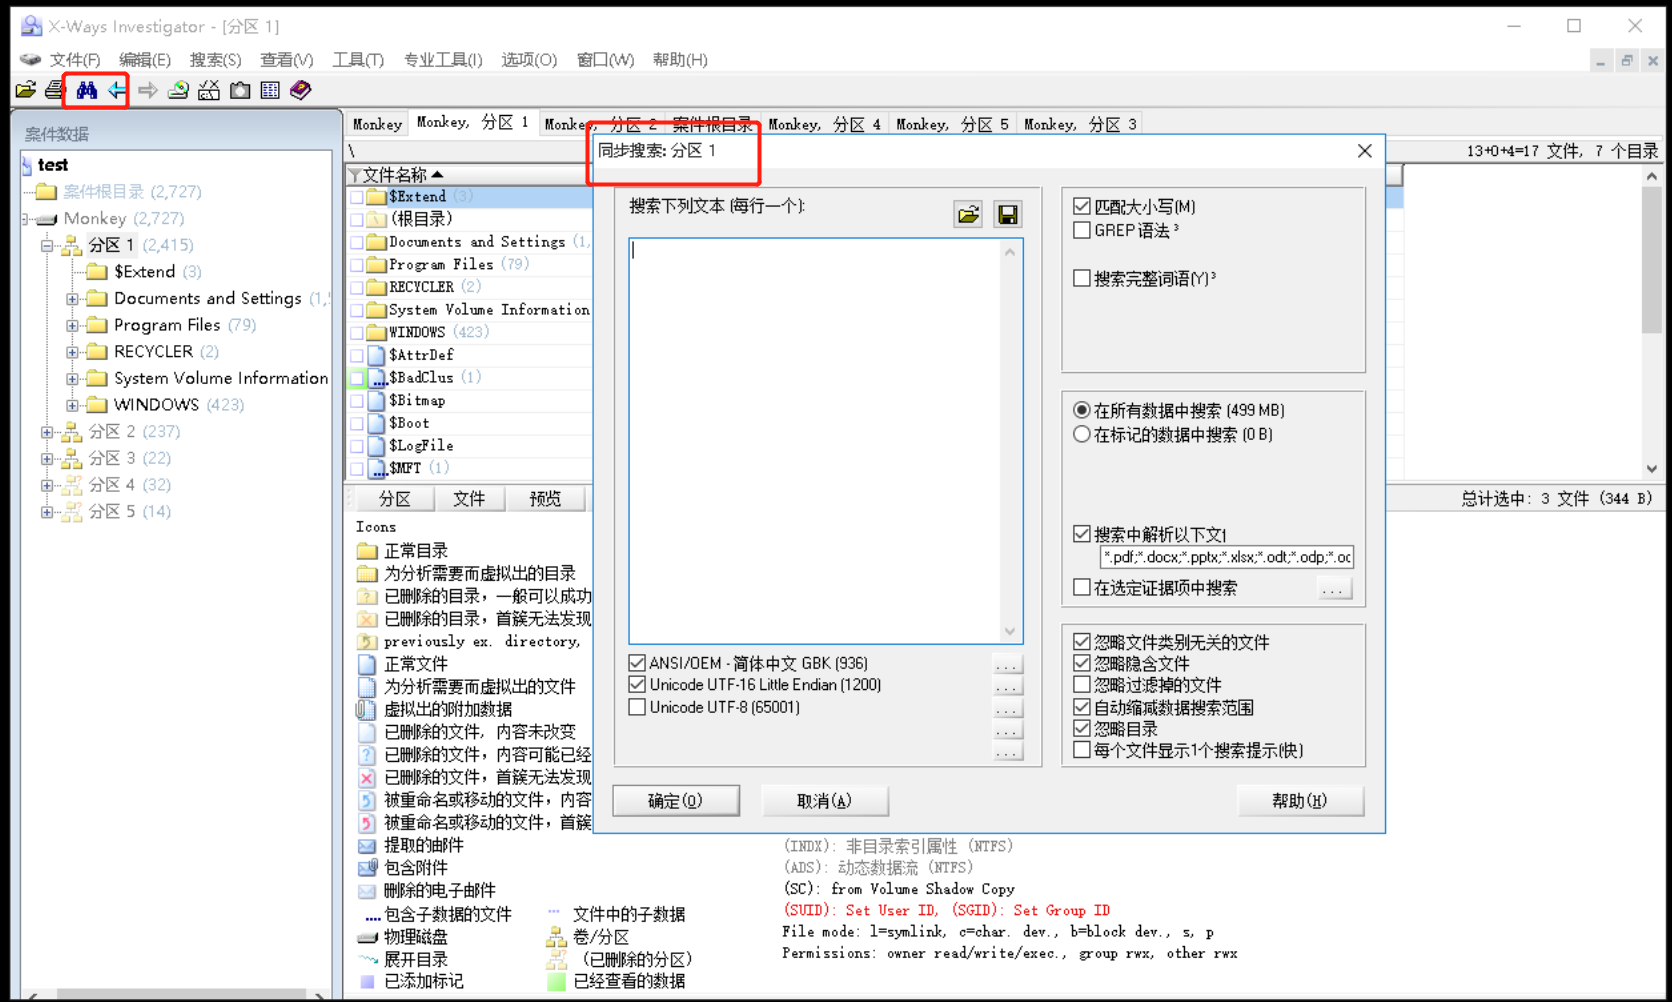 X-Ways Investigator - [分区 1]
文件(F) 编辑(E) 搜索(S) 查看(V) 工具(T) 专业工具(I) 选项(O) 窗口(W) 帮助(H)
案件数据
test
案件根目录 (2,727)
Monkey (2,727)
分区 1 (2,415)
$Extend (3)
Documents and Settings (1,
Program Files (79)
RECYCLER (2)
System Volume Information
WINDOWS (423)
分区 2 (237)
分区 3 (22)
分区 4 (32)
分区 5 (14)
Monkey Monkey, 分区 1 Monkey, 分区 2 案件根目录 Monkey, 分区 4 Monkey, 分区 5 Monkey, 分区 3
\ 13+0+4=17 文件, 7 个目录
文件名称
$Extend (3)
(根目录)
Documents and Settings (1,
Program Files (79)
RECYCLER (2)
System Volume Information
WINDOWS (423)
$AttrDef
$BadClus (1)
$Bitmap
$Boot
$LogFile
$MFT (1)
分区 文件 预览 总计选中: 3 文件 (344 B)
Icons
正常目录
为分析需要而虚拟出的目录
已删除的目录，一般可以成功
已删除的目录，首簇无法发现
previously ex. directory,
正常文件
为分析需要而虚拟出的文件
虚拟出的附加数据
已删除的文件, 内容未改变
已删除的文件，内容可能已经
已删除的文件，首簇无法发现
被重命名或移动的文件，内容
被重命名或移动的文件，首簇
提取的邮件
包含附件
删除的电子邮件
包含子数据的文件 文件中的子数据
物理磁盘 卷/分区
展开目录 (已删除的分区)
已添加标记 已经查看的数据
(INDX): 非目录索引属性 (NTFS)
(ADS): 动态数据流 (NTFS)
(SC): from Volume Shadow Copy
(SUID): Set User ID, (SGID): Set Group ID
File mode: l=symlink, c=char. dev., b=block dev., s, p
Permissions: owner read/write/exec., group rwx, other rwx
同步搜索: 分区 1
搜索下列文本 (每行一个):
ANSI/OEM - 简体中文 GBK (936) ...
Unicode UTF-16 Little Endian (1200) ...
Unicode UTF-8 (65001) ...
...
...
匹配大小写(M)
GREP 语法 ³
搜索完整词语(Y) ³
在所有数据中搜索 (499 MB)
在标记的数据中搜索 (0 B)
搜索中解析以下文
*.pdf;*.docx;*.pptx;*.xlsx;*.odt;*.odp;*.oc
在选定证据项中搜索 ...
忽略文件类别无关的文件
忽略隐含文件
忽略过滤掉的文件
自动缩减数据搜索范围
忽略目录
每个文件显示1个搜索提示(快)
确定(O) 取消(A) 帮助(H)